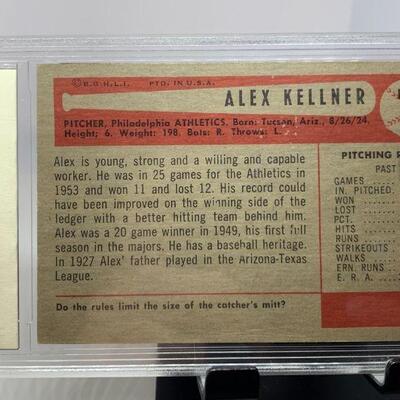 ©B.G.H.L.I. PTD. IN U.S.A.
ALEX KELLNER
PITCHER, Philadelphia ATHLETICS. Born: Tucson, Ariz., 8/26/24.
Height; 6. Weight: 198. Bats: R. Throws: L.
Alex is young, strong and a willing and capable
worker. He was in 25 games for the Athletics in
1953 and won 11 and lost 12. His record could
have been improved on the winning side of the
ledger with a better hitting team behind him.
Alex was a 20 game winner in 1949, his first full
season in the majors. He has a baseball heritage.
In 1927 Alex' father played in the Arizona-Texas
League.
Do the rules limit the size of the catcher's mitt?
PITCHING
PAST
GAMES
IN. PITCHED
WON
LOST
PCT.
HITS
RUNS
STRIKEOUTS
WALKS
ERN. RUNS
E. R. A.